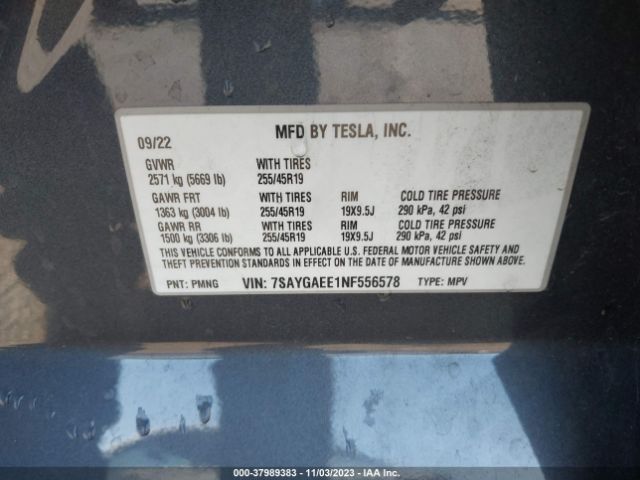 09/22 MFD BY TESLA, INC.
GVWR WITH TIRES
2571 kg (5669 lb) 255/45R19
GAWR FRT WITH TIRES RIM COLD TIRE PRESSURE
1363 kg (3004 lb) 255/45R19 19X9.5J 290 kPa, 42 psi
GAWR RR WITH TIRES RIM COLD TIRE PRESSURE
1500 kg (3306 lb) 255/45R19 19X9.5J 290 kPa, 42 psi
THIS VEHICLE CONFORMS TO ALL APPLICABLE U.S. FEDERAL MOTOR VEHICLE SAFETY AND
THEFT PREVENTION STANDARDS IN EFFECT ON THE DATE OF MANUFACTURE SHOWN ABOVE.
PNT: PMNG VIN: 7SAYGAEE1NF556578 TYPE: MPV
000-37989383 - 11/03/2023 - IAA Inc.